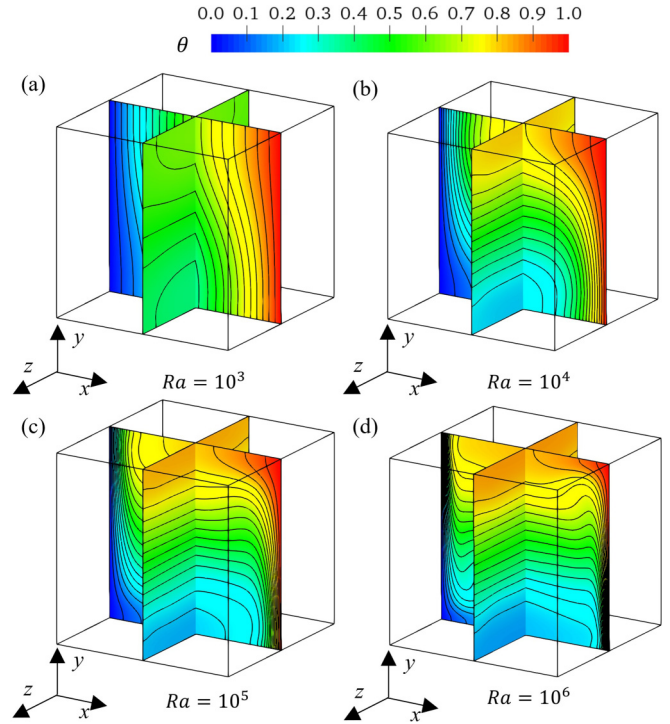 0.0 0.1 0.2 0.3 0.4 0.5 0.6 0.7 0.8 0.9 1.0
θ
(a)
(b)
y
z
x
Ra = 10³
y
z
x
Ra = 10⁴
(c)
(d)
y
z
x
Ra = 10⁵
y
z
x
Ra = 10⁶